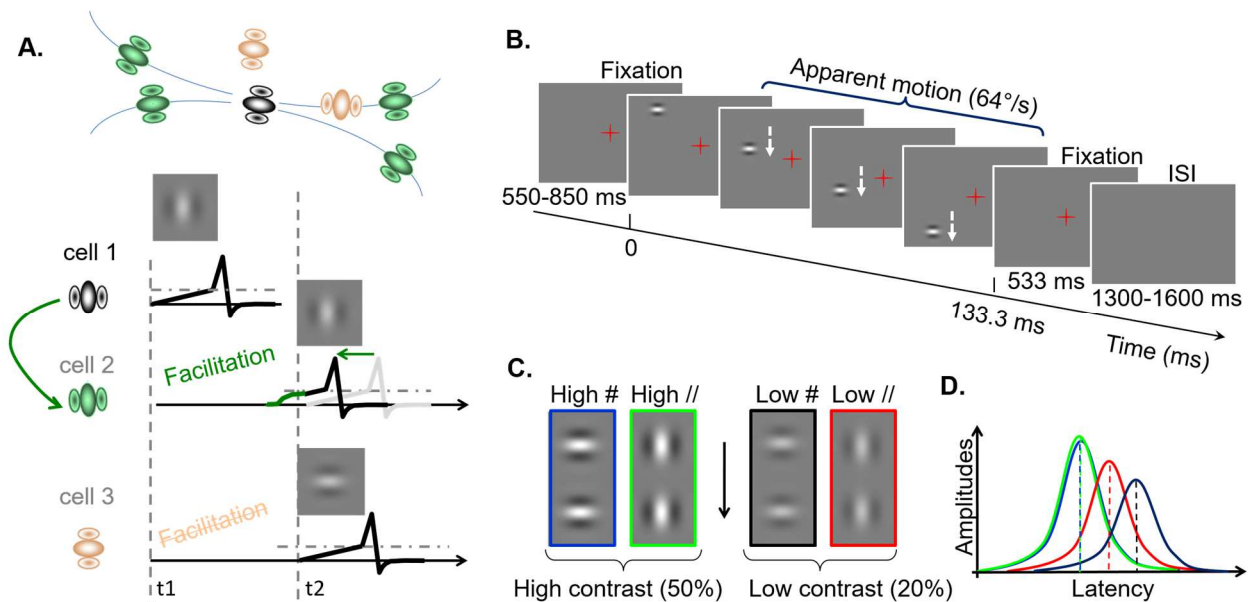 A.
cell 1
cell 2
Facilitation
cell 3
Facilitation
t1
t2
B.
Fixation
Apparent motion (64°/s)
Fixation
ISI
550-850 ms
0
533 ms
1300-1600 ms
133.3 ms
Time (ms)
C.
High # High //
Low # Low //
High contrast (50%)
Low contrast (20%)
D.
Amplitudes
Latency